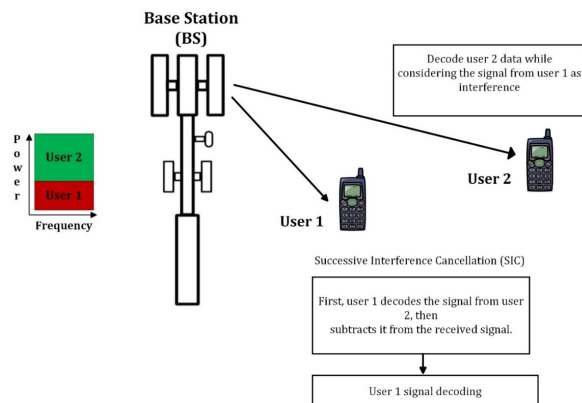 Base Station
(BS)
Decode user 2 data while
considering the signal from user 1 as
interference
Power
User 2
User 1
Frequency
User 1
User 2
Successive Interference Cancellation (SIC)
First, user 1 decodes the signal from user
2, then
subtracts it from the received signal.
User 1 signal decoding